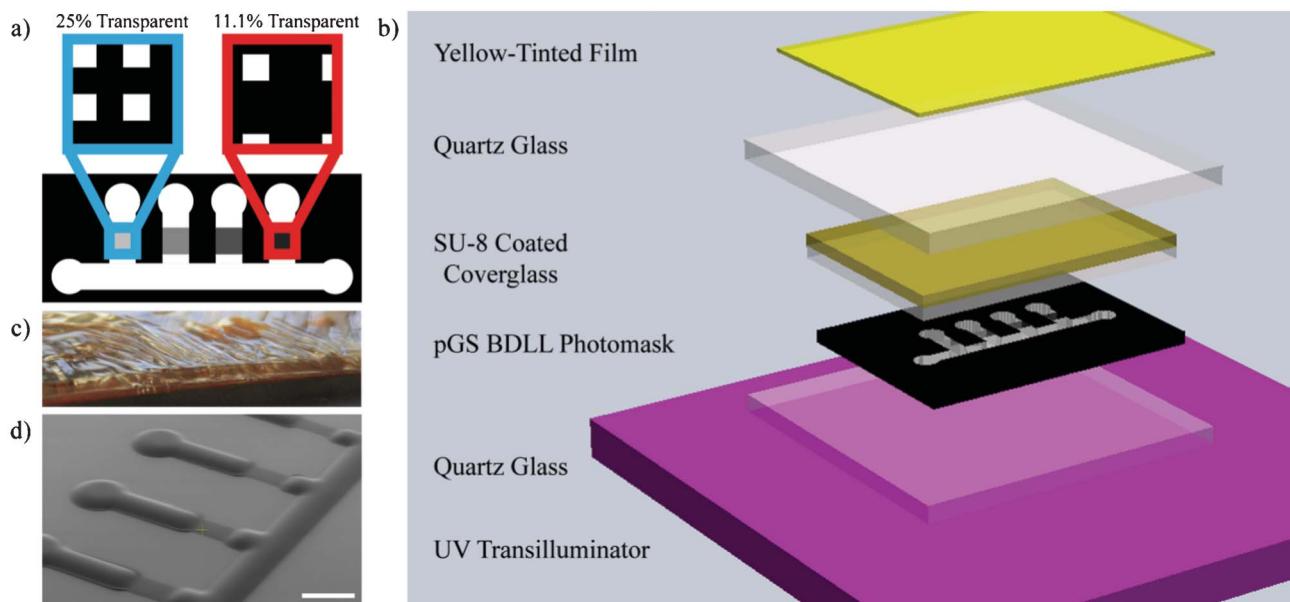 25% Transparent
11.1% Transparent
a)
b)
Yellow-Tinted Film
Quartz Glass
SU-8 Coated
Coverglass
pGS BDLL Photomask
Quartz Glass
UV Transilluminator
c)
d)